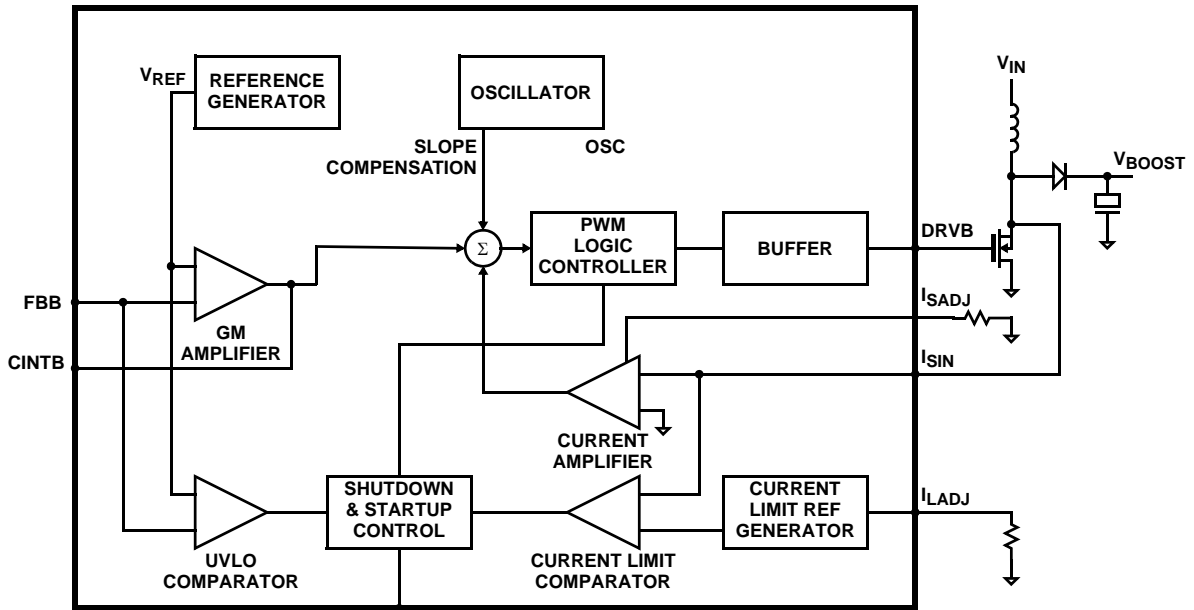 VREF
REFERENCE
GENERATOR
OSCILLATOR
SLOPE
COMPENSATION
OSC
VIN
VBOOST
Σ
PWM
LOGIC
CONTROLLER
BUFFER
DRVB
FBB
GM
AMPLIFIER
CINTB
ISADJ
ISIN
CURRENT
AMPLIFIER
SHUTDOWN
& STARTUP
CONTROL
CURRENT
LIMIT REF
GENERATOR
ILADJ
UVLO
COMPARATOR
CURRENT LIMIT
COMPARATOR